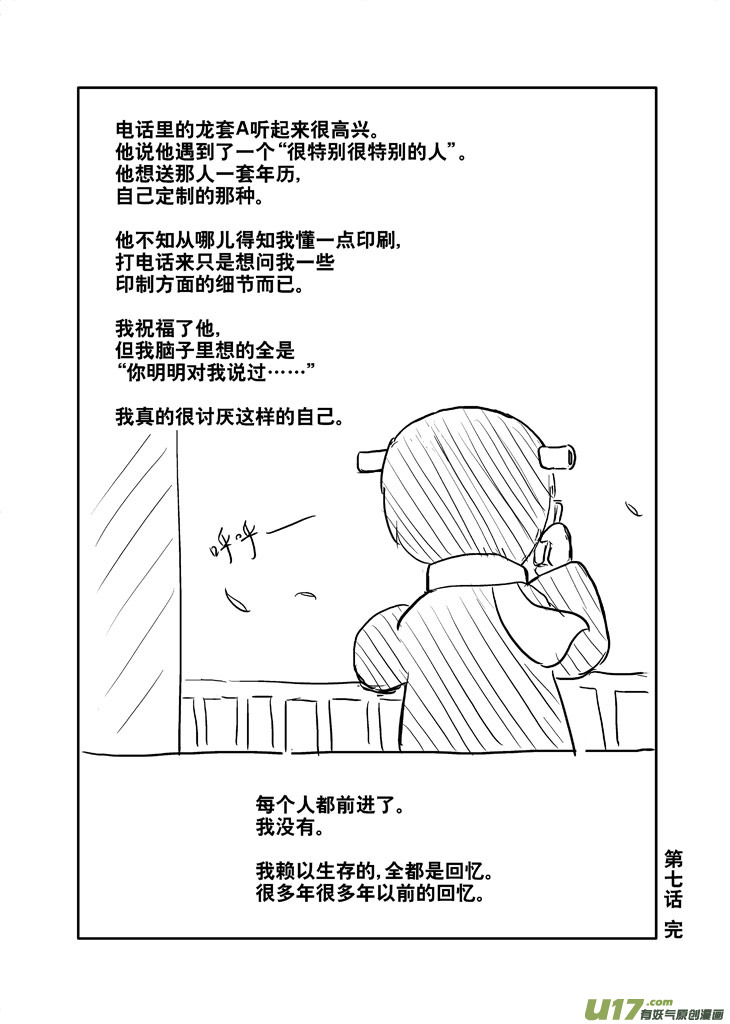 电话里的龙套A听起来很高兴。
他说他遇到了一个“很特别很特别的人”。
他想送那人一套年历,
自己定制的那种。
他不知从哪儿得知我懂一点印刷,
打电话来只是想问我一些
印制方面的细节而已。
我祝福了他,
但我脑子里想的全是
“你明明对我说过……”
我真的很讨厌这样的自己。
呼呼——
每个人都前进了。
我没有。
我赖以生存的,全都是回忆。
很多年很多年以前的回忆。
第七话 完
U17.com
有妖气原创漫画